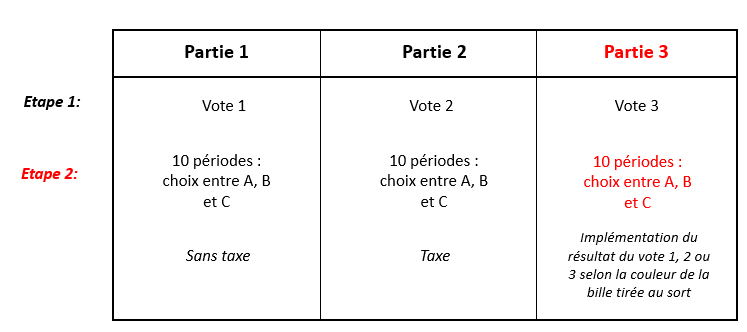 Partie 1 Partie 2 Partie 3
Etape 1: Vote 1 Vote 2 Vote 3
Etape 2:
10 périodes :
choix entre A, B
et C
10 périodes :
choix entre A, B
et C
10 périodes :
choix entre A, B
et C
Sans taxe
Taxe
Implémentation du
résultat du vote 1, 2 ou
3 selon la couleur de la
bille tirée au sort